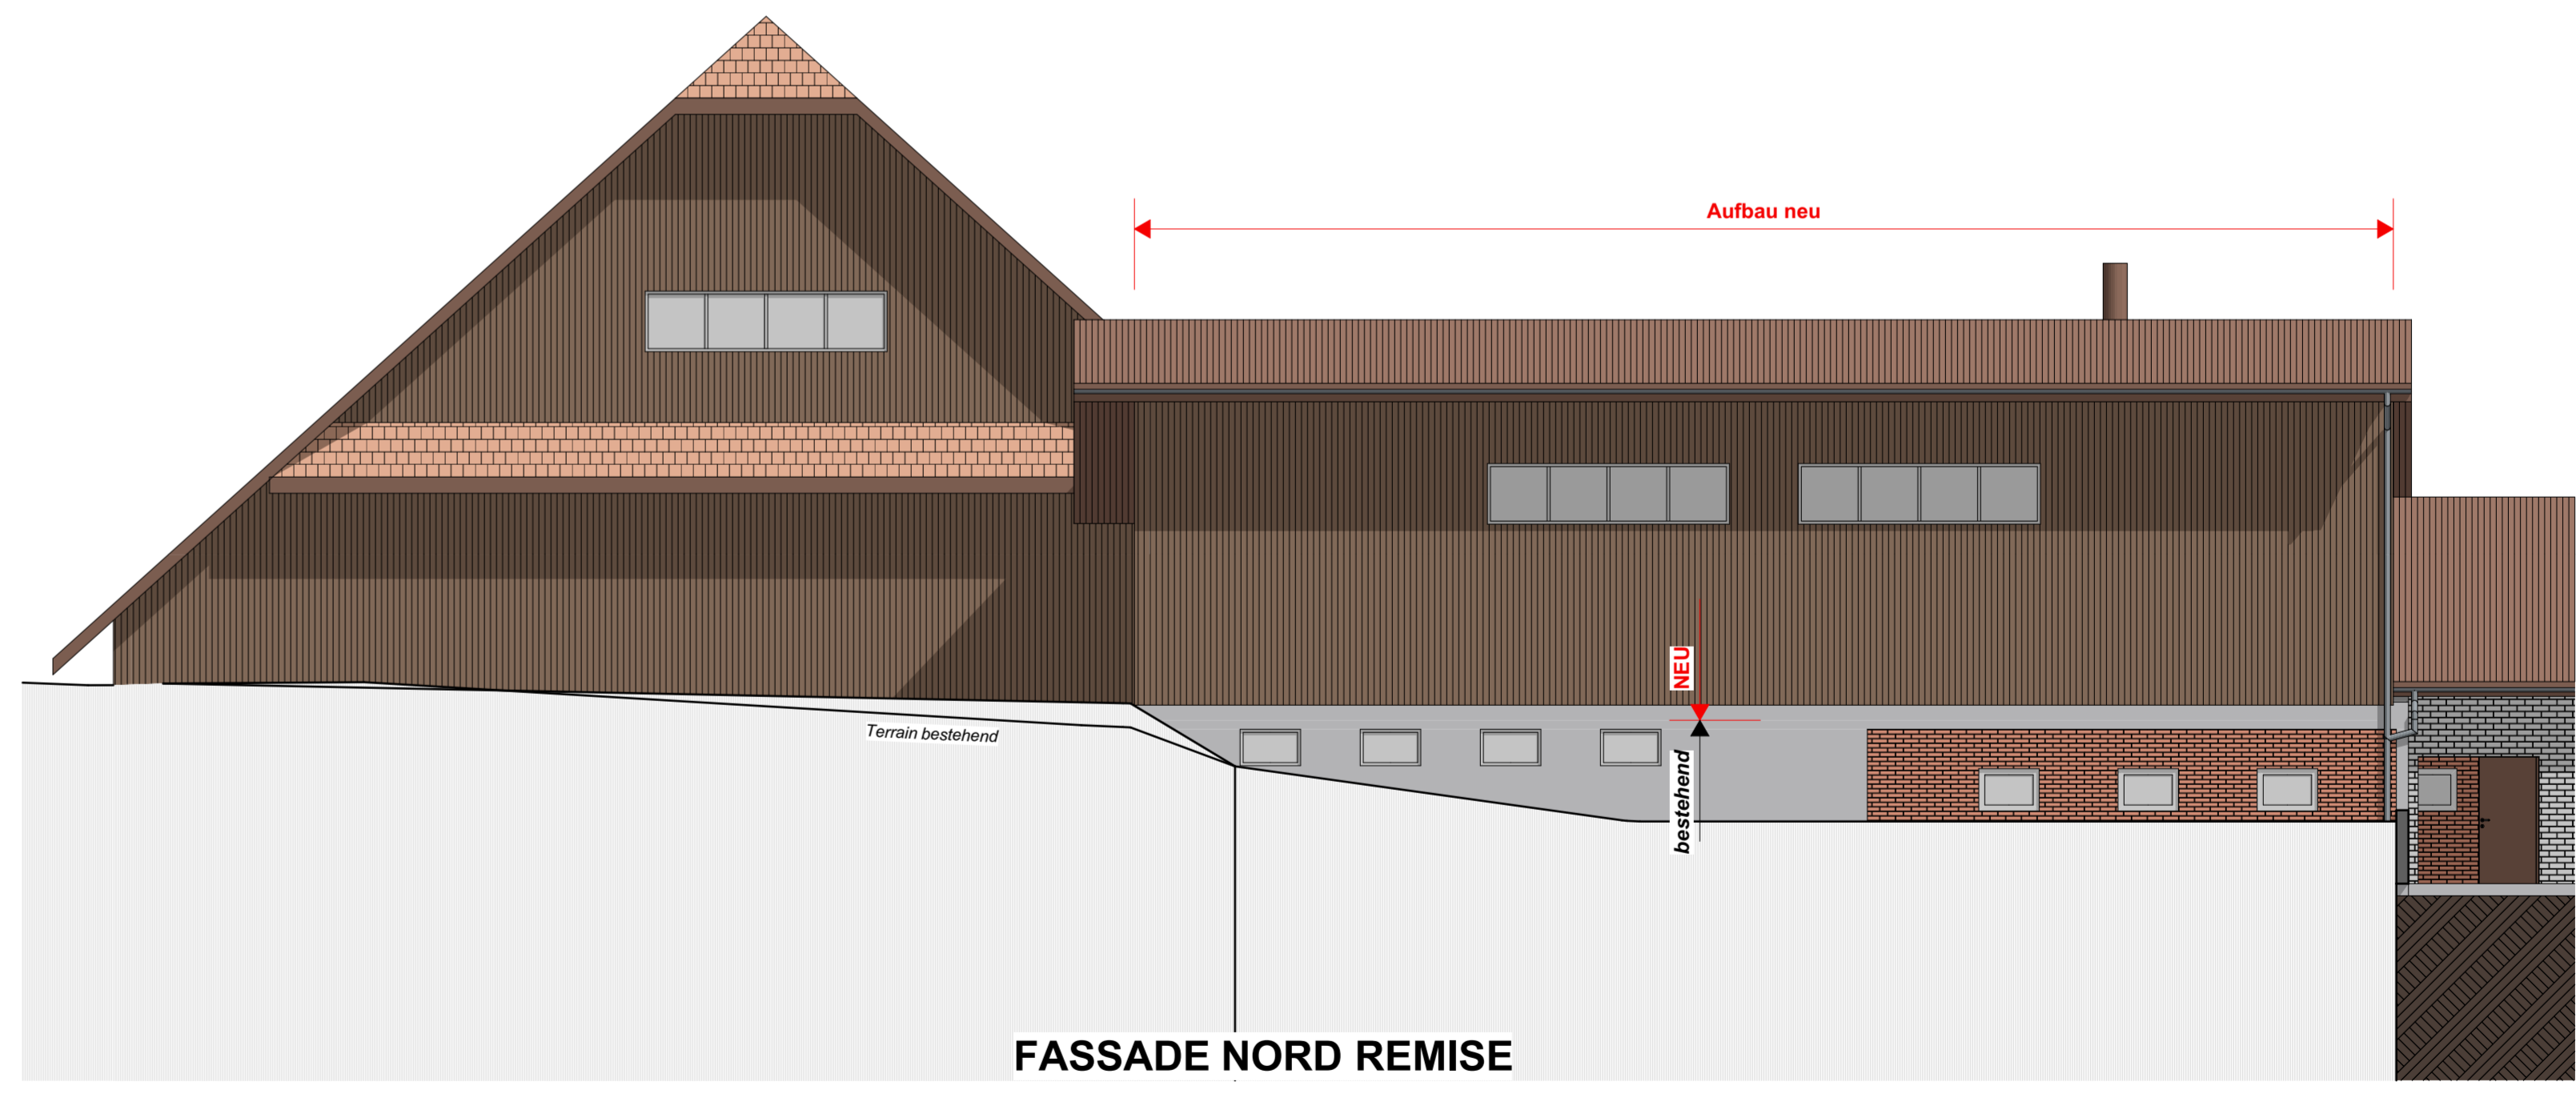 Aufbau neu
NEU
Terrain bestehend
bestehend
FASSADE NORD REMISE